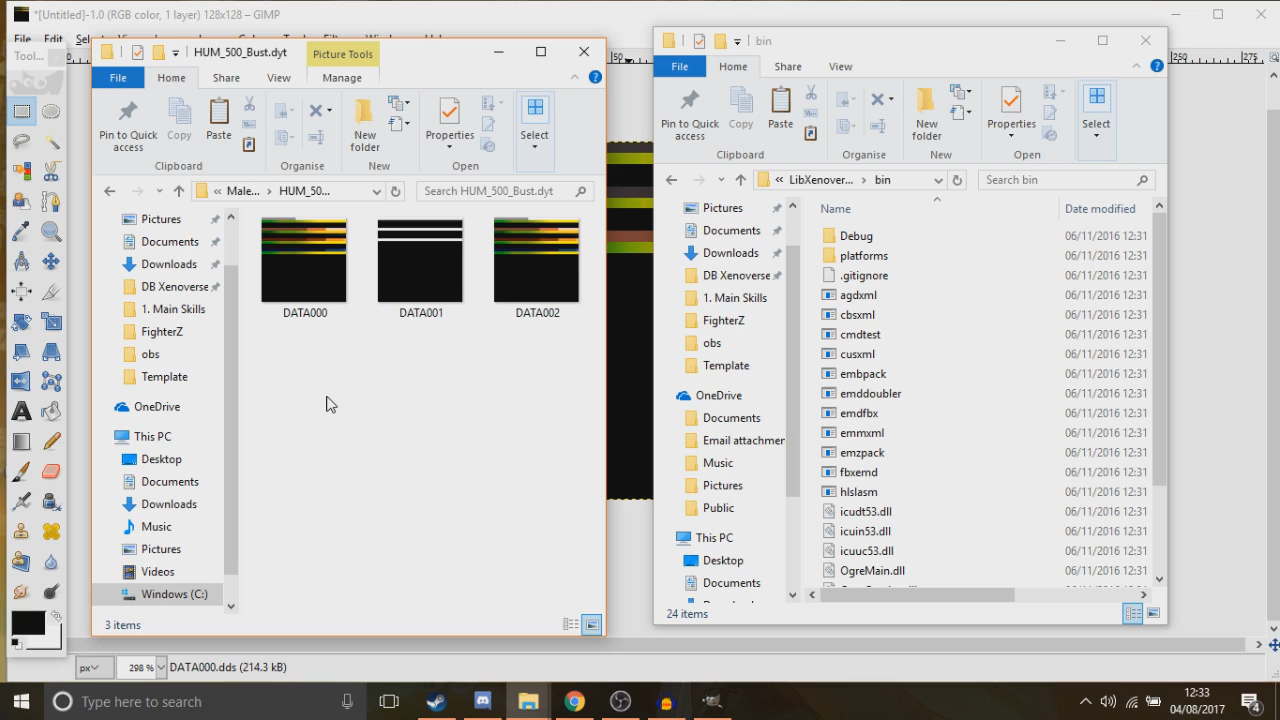 *[Untitled]-1.0 (RGB color, 1 layer) 128x128 – GIMP
File Edit
Tool...
HUM_500_Bust.dyt
Picture Tools
File Home Share View Manage
Pin to Quick access
Copy
Paste
New folder
Properties
Select
Clipboard Organise New Open
« Male... › HUM_50...
Search HUM_500_Bust.dyt
Pictures
Documents
Downloads
DB Xenoverse
1. Main Skills
FighterZ
obs
Template
OneDrive
This PC
Desktop
Documents
Downloads
Music
Pictures
Videos
Windows (C:)
DATA000
DATA001
DATA002
3 items
bin
File Home Share View
Pin to Quick access
Copy
Paste
New folder
Properties
Select
Clipboard Organise New Open
« LibXenover... › bin
Search bin
Pictures
Documents
Downloads
DB Xenoverse
1. Main Skills
FighterZ
obs
Template
OneDrive
Documents
Email attachmen
Music
Pictures
Public
This PC
Desktop
Documents
Name Date modified
Debug 06/11/2016 12:31
platforms 06/11/2016 12:31
.gitignore 06/11/2016 12:31
agdxml 06/11/2016 12:31
cbsxml 06/11/2016 12:31
cmdtest 06/11/2016 12:31
cusxml 06/11/2016 12:31
embpack 06/11/2016 12:31
emddoubler 06/11/2016 12:31
emdfbx 06/11/2016 12:31
emmxml 06/11/2016 12:31
emzpack 06/11/2016 12:31
fbxemd 06/11/2016 12:31
hlslasm 06/11/2016 12:31
icudt53.dll 06/11/2016 12:31
icuin53.dll 06/11/2016 12:31
icuuc53.dll 06/11/2016 12:31
OgreMain.dll 06/11/2016 12:31
24 items
50
250
275
px 298 % DATA000.dds (214.3 kB)
Type here to search
12:33
04/08/2017
4